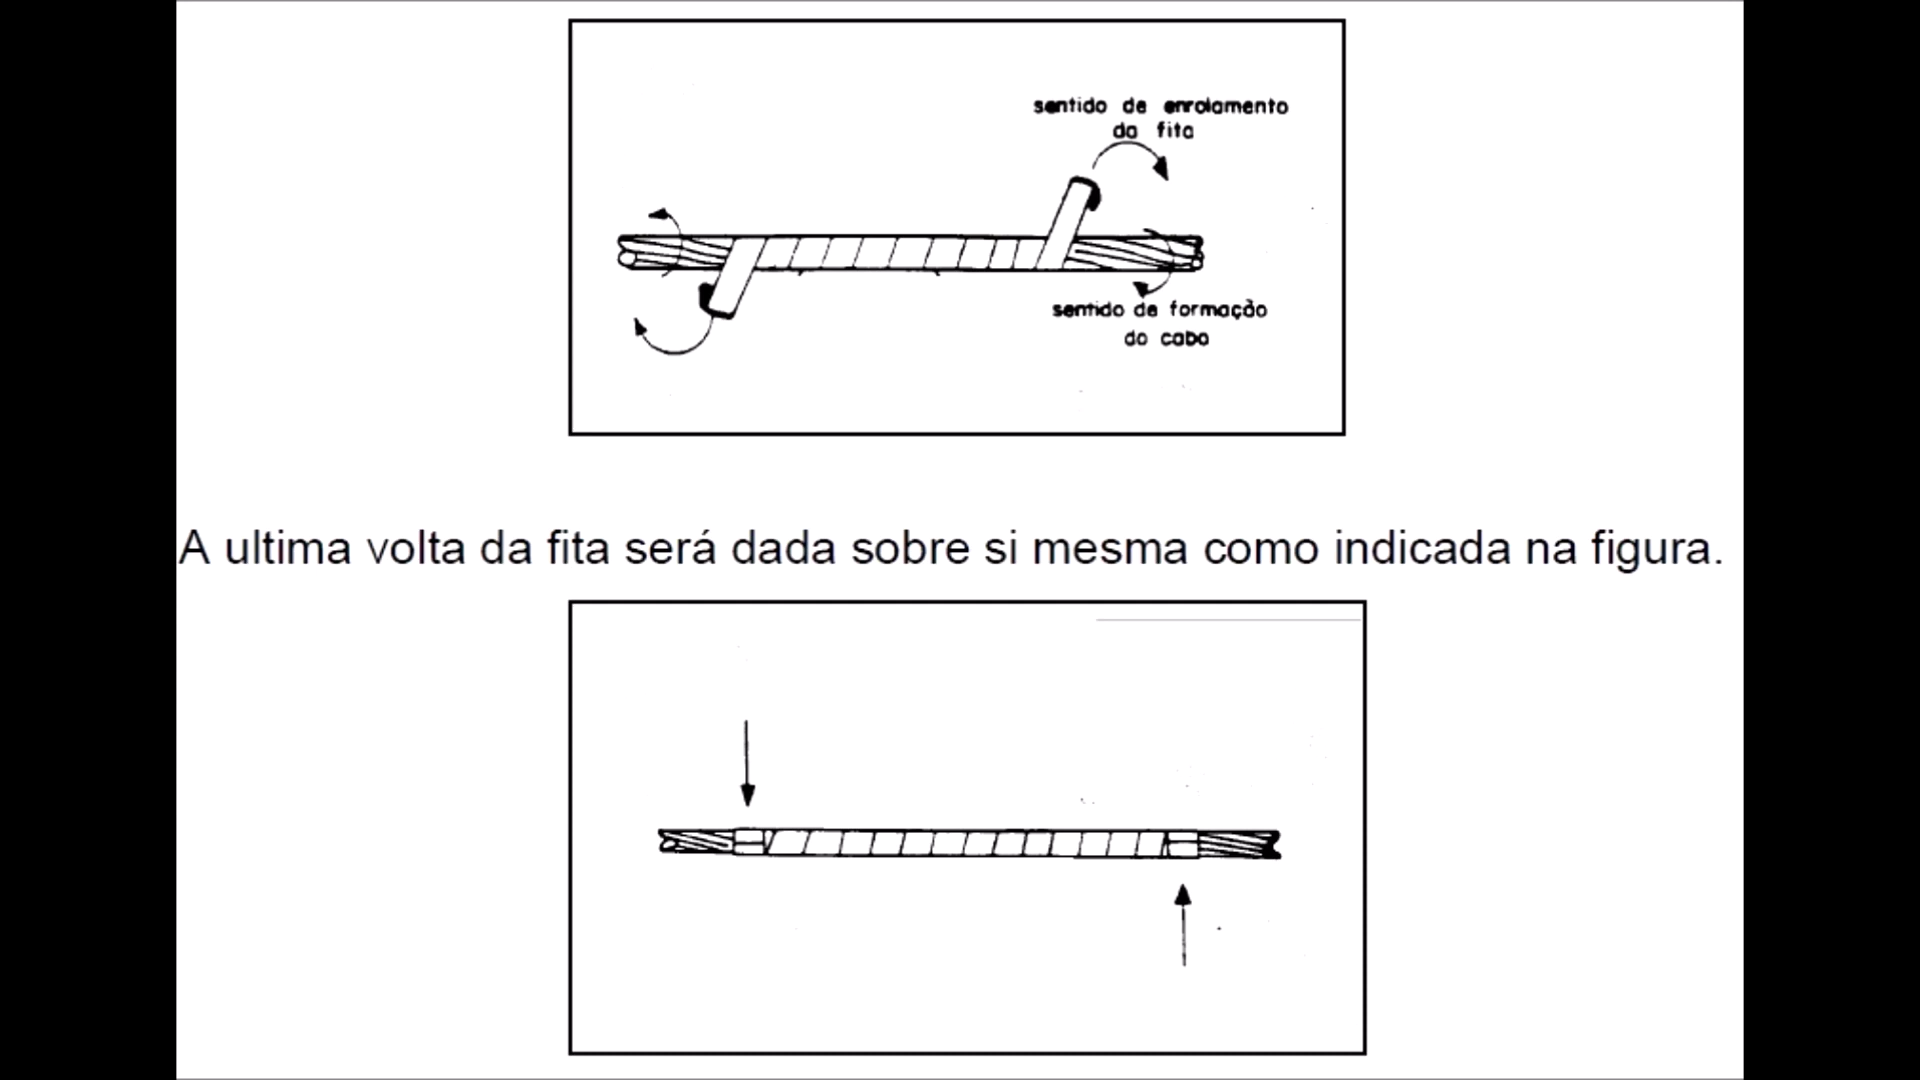 sentido de enrolamento
da fita
sentido de formação
do cabo
A ultima volta da fita será dada sobre si mesma como indicada na figura.